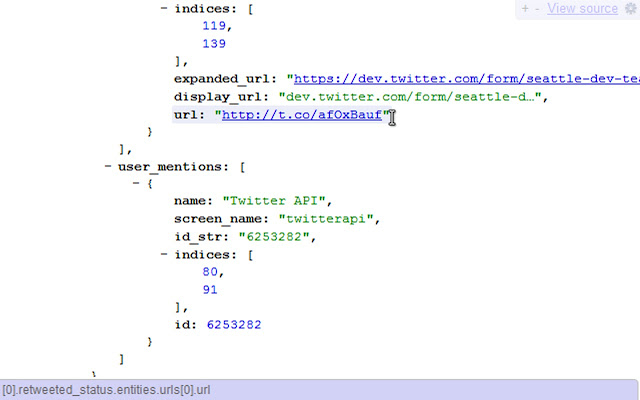 + - View source
- indices: [
119,
139
],
expanded_url: "https://dev.twitter.com/form/seattle-dev-tea
display_url: "dev.twitter.com/form/seattle-d…",
url: "http://t.co/afOxBauf"
}
],
- user_mentions: [
- {
name: "Twitter API",
screen_name: "twitterapi",
id_str: "6253282",
- indices: [
80,
91
],
id: 6253282
}
]
}
[0].retweeted_status.entities.urls[0].url